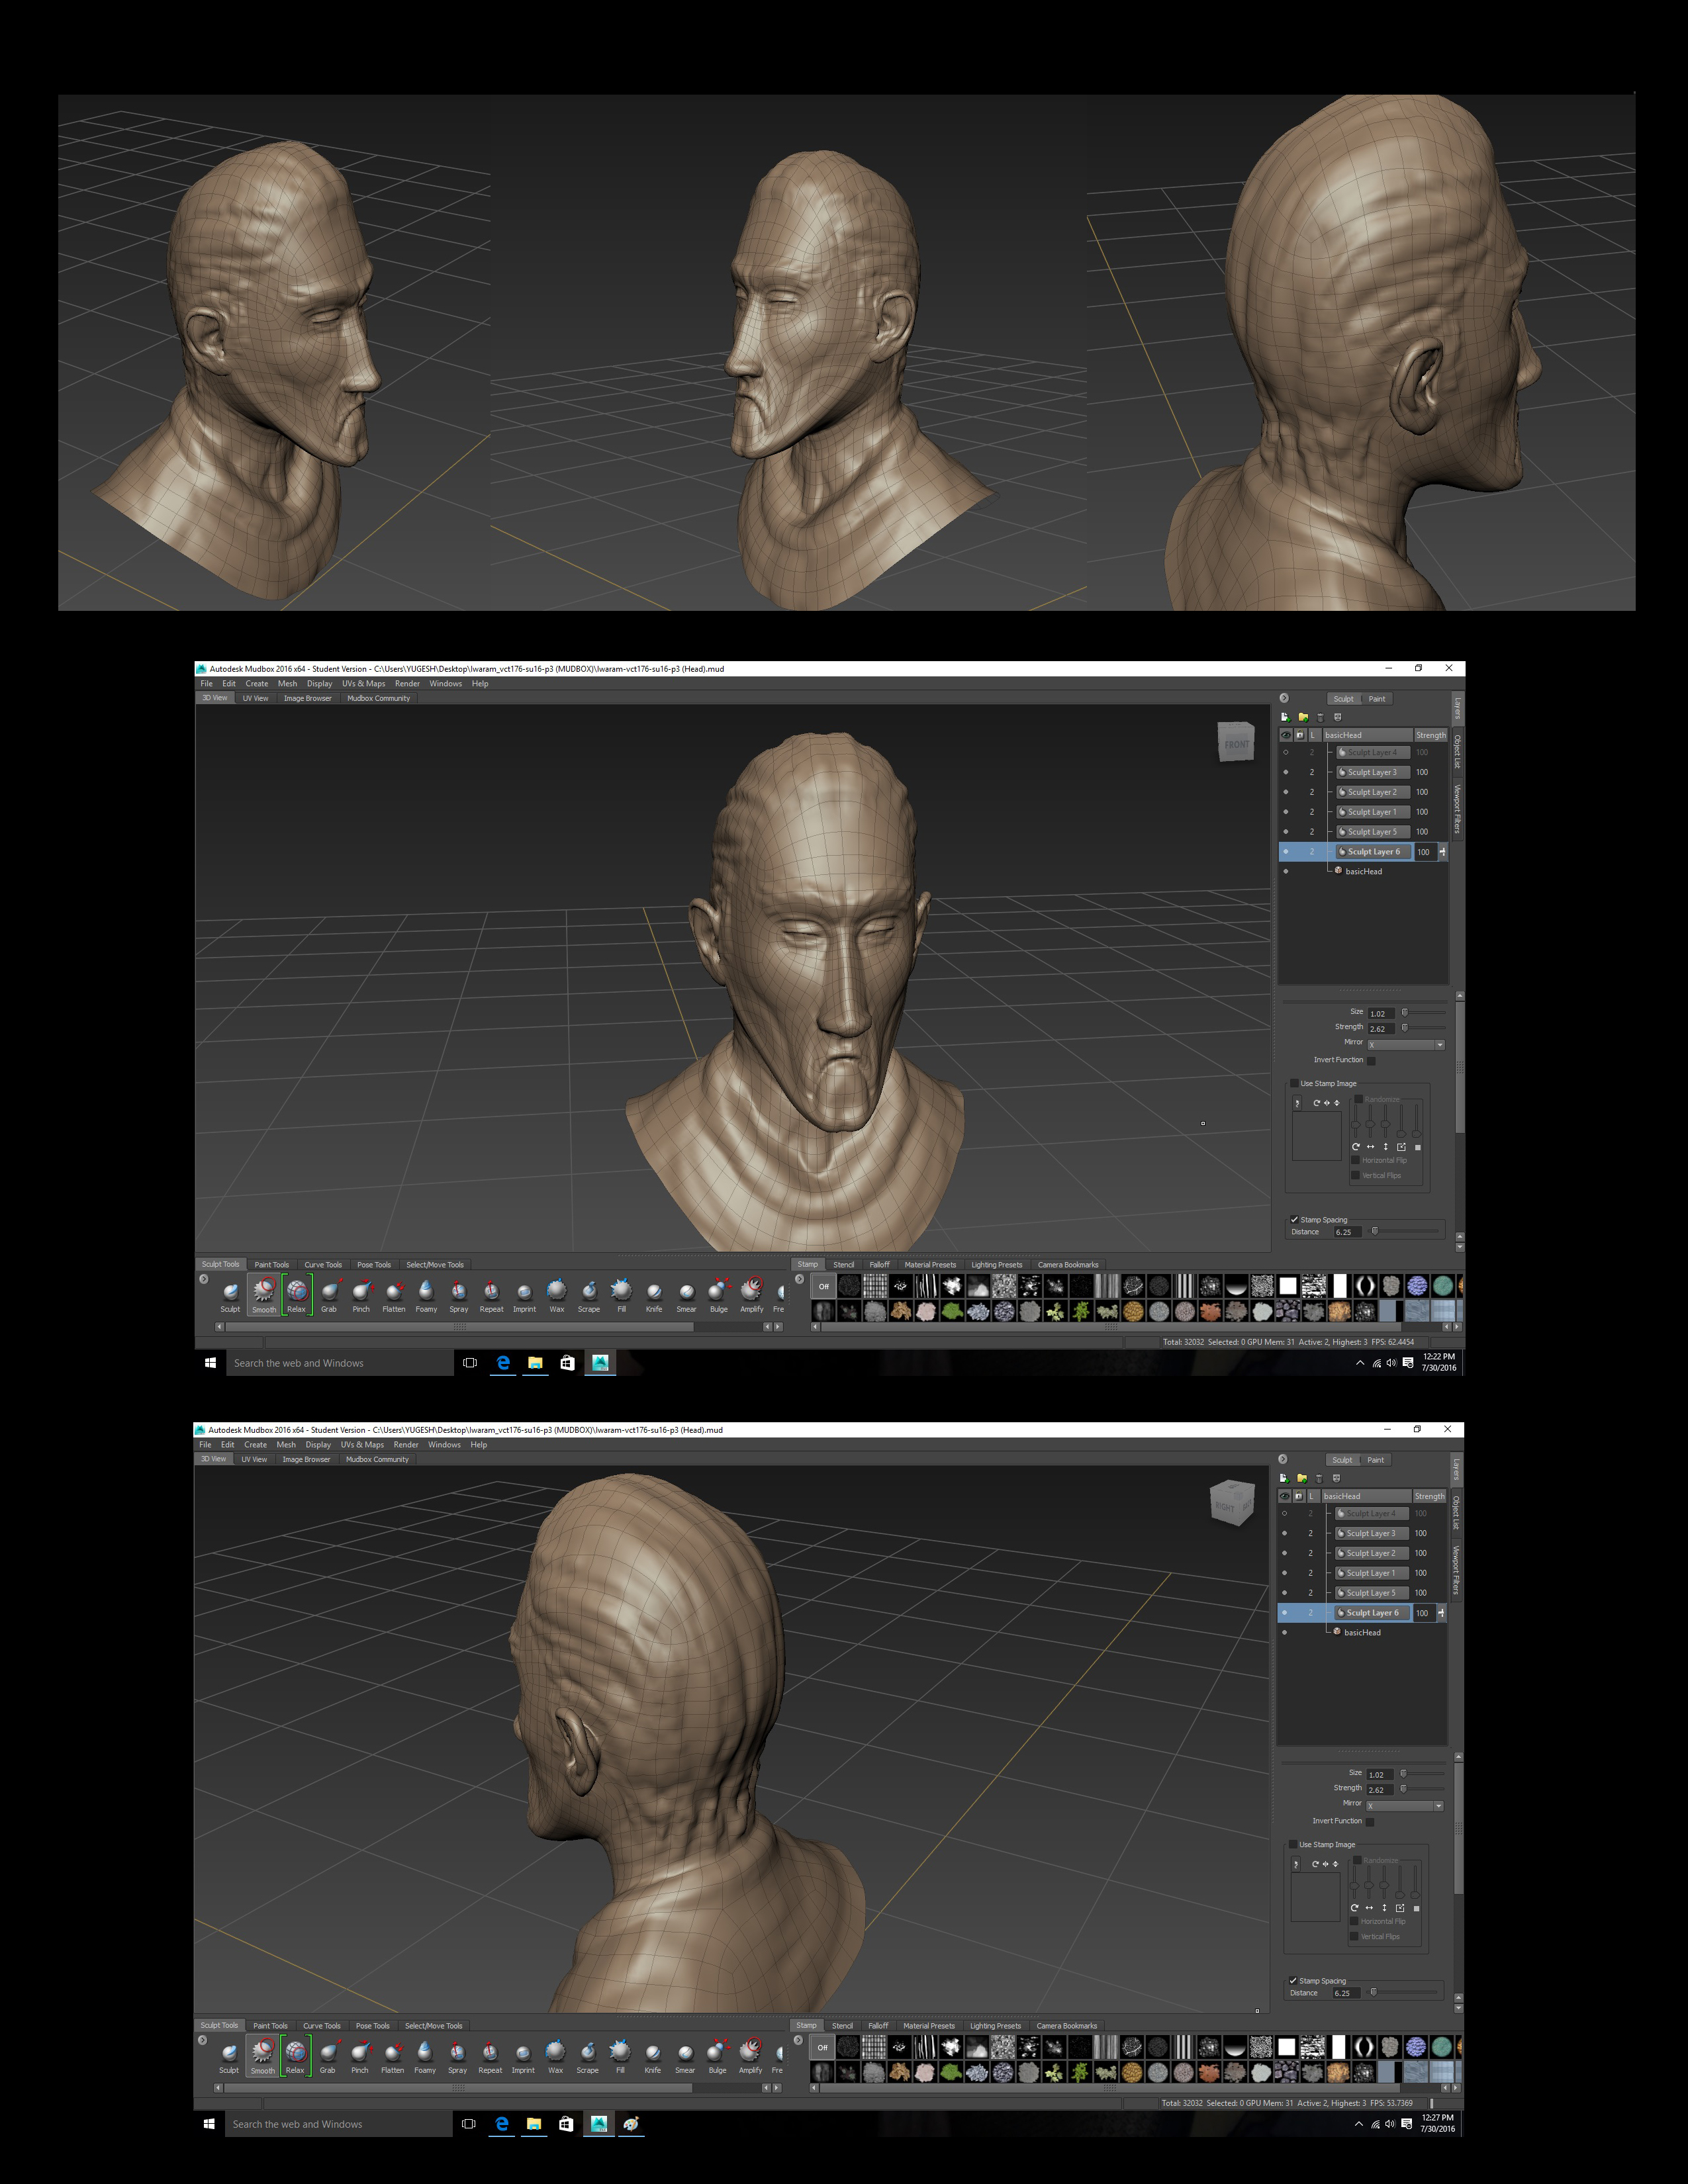 Autodesk Mudbox 2016 x64 - Student Version - C:\Users\YUGESH\Desktop\lwaram_vct176-su16-p3 (MUDBOX)\lwaram-vct176-su16-p3 (Head).mud
File Edit Create Mesh Display UVs & Maps Render Windows Help
3D View UV View Image Browser Mudbox Community
Sculpt Paint
L basicHead Strength
2 Sculpt Layer 4 100
2 Sculpt Layer 3 100
2 Sculpt Layer 2 100
2 Sculpt Layer 1 100
2 Sculpt Layer 5 100
2 Sculpt Layer 6 100
basicHead
Layers
Object List
Viewport Filters
FRONT
Size 1.02
Strength 2.62
Mirror X
Invert Function
Use Stamp Image
Randomize
Horizontal Flip
Vertical Flips
Stamp Spacing
Distance 6.25
Sculpt Tools Paint Tools Curve Tools Pose Tools Select/Move Tools
Stamp Stencil Falloff Material Presets Lighting Presets Camera Bookmarks
Off
Sculpt Smooth Relax Grab Pinch Flatten Foamy Spray Repeat Imprint Wax Scrape Fill Knife Smear Bulge Amplify Fre
Total: 32032 Selected: 0 GPU Mem: 31 Active: 2, Highest: 3 FPS: 62.4454
Search the web and Windows
12:22 PM
7/30/2016
Autodesk Mudbox 2016 x64 - Student Version - C:\Users\YUGESH\Desktop\lwaram_vct176-su16-p3 (MUDBOX)\lwaram-vct176-su16-p3 (Head).mud
File Edit Create Mesh Display UVs & Maps Render Windows Help
3D View UV View Image Browser Mudbox Community
Sculpt Paint
L basicHead Strength
2 Sculpt Layer 4 100
2 Sculpt Layer 3 100
2 Sculpt Layer 2 100
2 Sculpt Layer 1 100
2 Sculpt Layer 5 100
2 Sculpt Layer 6 100
basicHead
Layers
Object List
Viewport Filters
RIGHT
Size 1.02
Strength 2.62
Mirror X
Invert Function
Use Stamp Image
Randomize
Horizontal Flip
Vertical Flips
Stamp Spacing
Distance 6.25
Sculpt Tools Paint Tools Curve Tools Pose Tools Select/Move Tools
Stamp Stencil Falloff Material Presets Lighting Presets Camera Bookmarks
Off
Sculpt Smooth Relax Grab Pinch Flatten Foamy Spray Repeat Imprint Wax Scrape Fill Knife Smear Bulge Amplify Fre
Total: 32032 Selected: 0 GPU Mem: 31 Active: 2, Highest: 3 FPS: 53.7369
Search the web and Windows
12:27 PM
7/30/2016